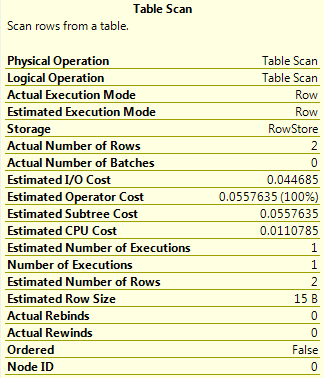 Table Scan
Scan rows from a table.
Physical Operation Table Scan
Logical Operation Table Scan
Actual Execution Mode Row
Estimated Execution Mode Row
Storage RowStore
Actual Number of Rows 2
Actual Number of Batches 0
Estimated I/O Cost 0.044685
Estimated Operator Cost 0.0557635 (100%)
Estimated Subtree Cost 0.0557635
Estimated CPU Cost 0.0110785
Estimated Number of Executions 1
Number of Executions 1
Estimated Number of Rows 2
Estimated Row Size 15 B
Actual Rebinds 0
Actual Rewinds 0
Ordered False
Node ID 0